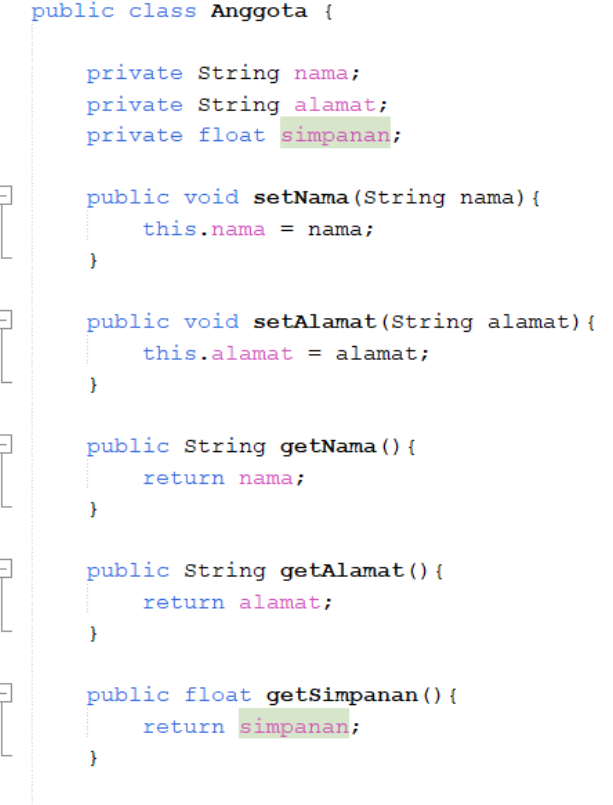 public class Anggota {
private String nama;
private String alamat;
private float simpanan;
public void setNama(String nama){
this.nama = nama;
}
public void setAlamat(String alamat){
this.alamat = alamat;
}
public String getNama(){
return nama;
}
public String getAlamat(){
return alamat;
}
public float getSimpanan(){
return simpanan;
}